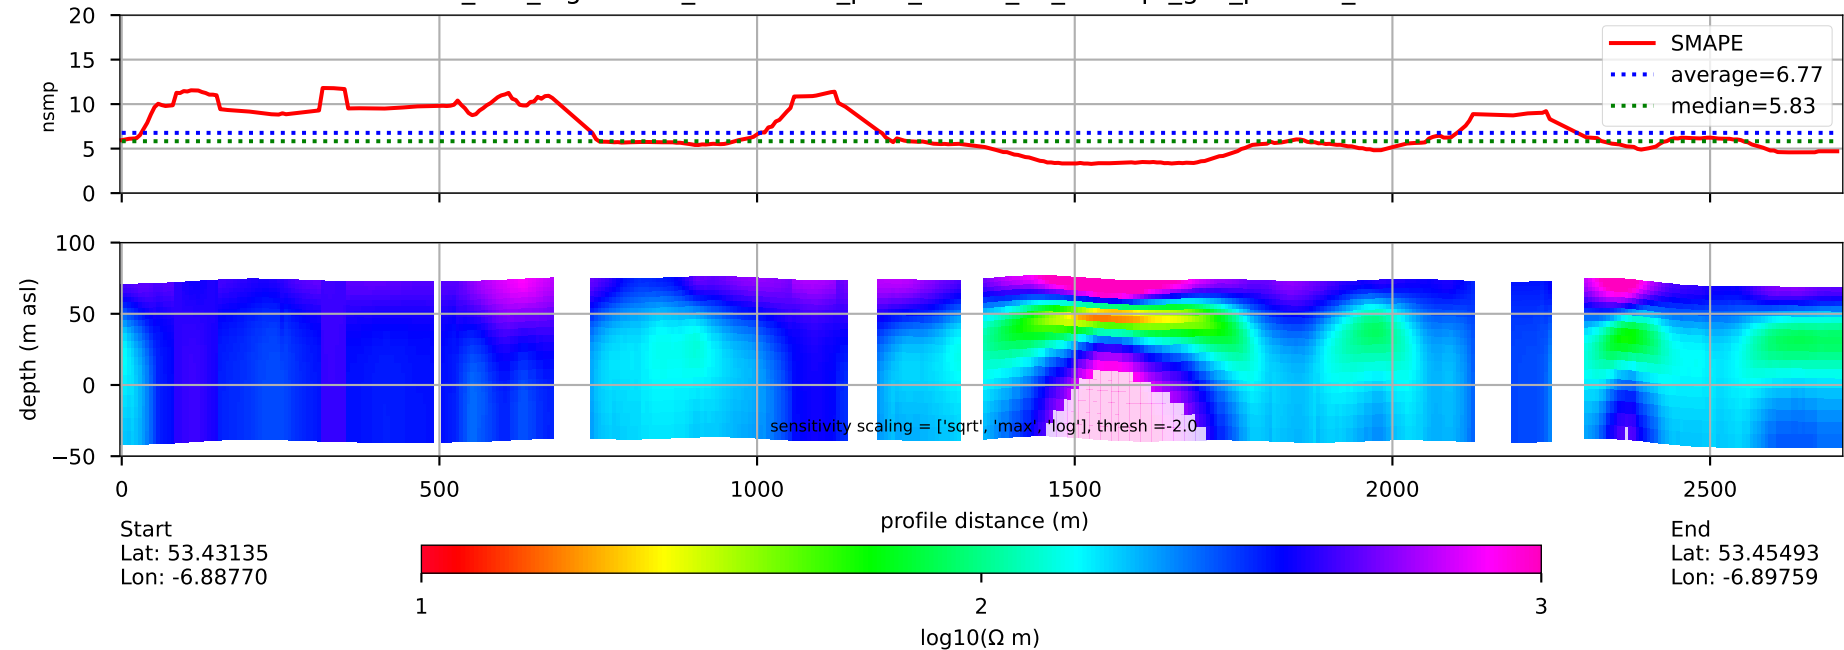 20
15
10
5
0
nsmp
SMAPE
average=6.77
median=5.83
100
50
0
−50
depth (m asl)
sensitivity scaling = ['sqrt', 'max', 'log'], thresh =-2.0
0 500 1000 1500 2000 2500
profile distance (m)
Start
Lat: 53.43135
Lon: -6.88770
End
Lat: 53.45493
Lon: -6.89759
1 2 3
log10(Ω m)